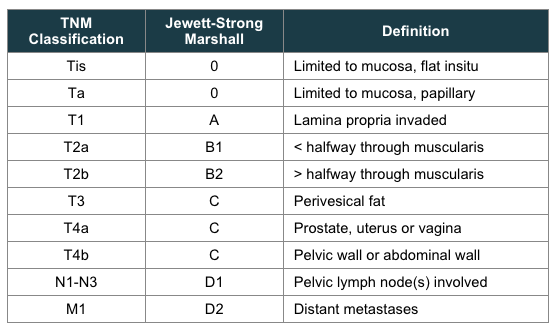 TNM Classification Jewett-Strong Marshall Definition
Tis 0 Limited to mucosa, flat insitu
Ta 0 Limited to mucosa, papillary
T1 A Lamina propria invaded
T2a B1 < halfway through muscularis
T2b B2 > halfway through muscularis
T3 C Perivesical fat
T4a C Prostate, uterus or vagina
T4b C Pelvic wall or abdominal wall
N1-N3 D1 Pelvic lymph node(s) involved
M1 D2 Distant metastases